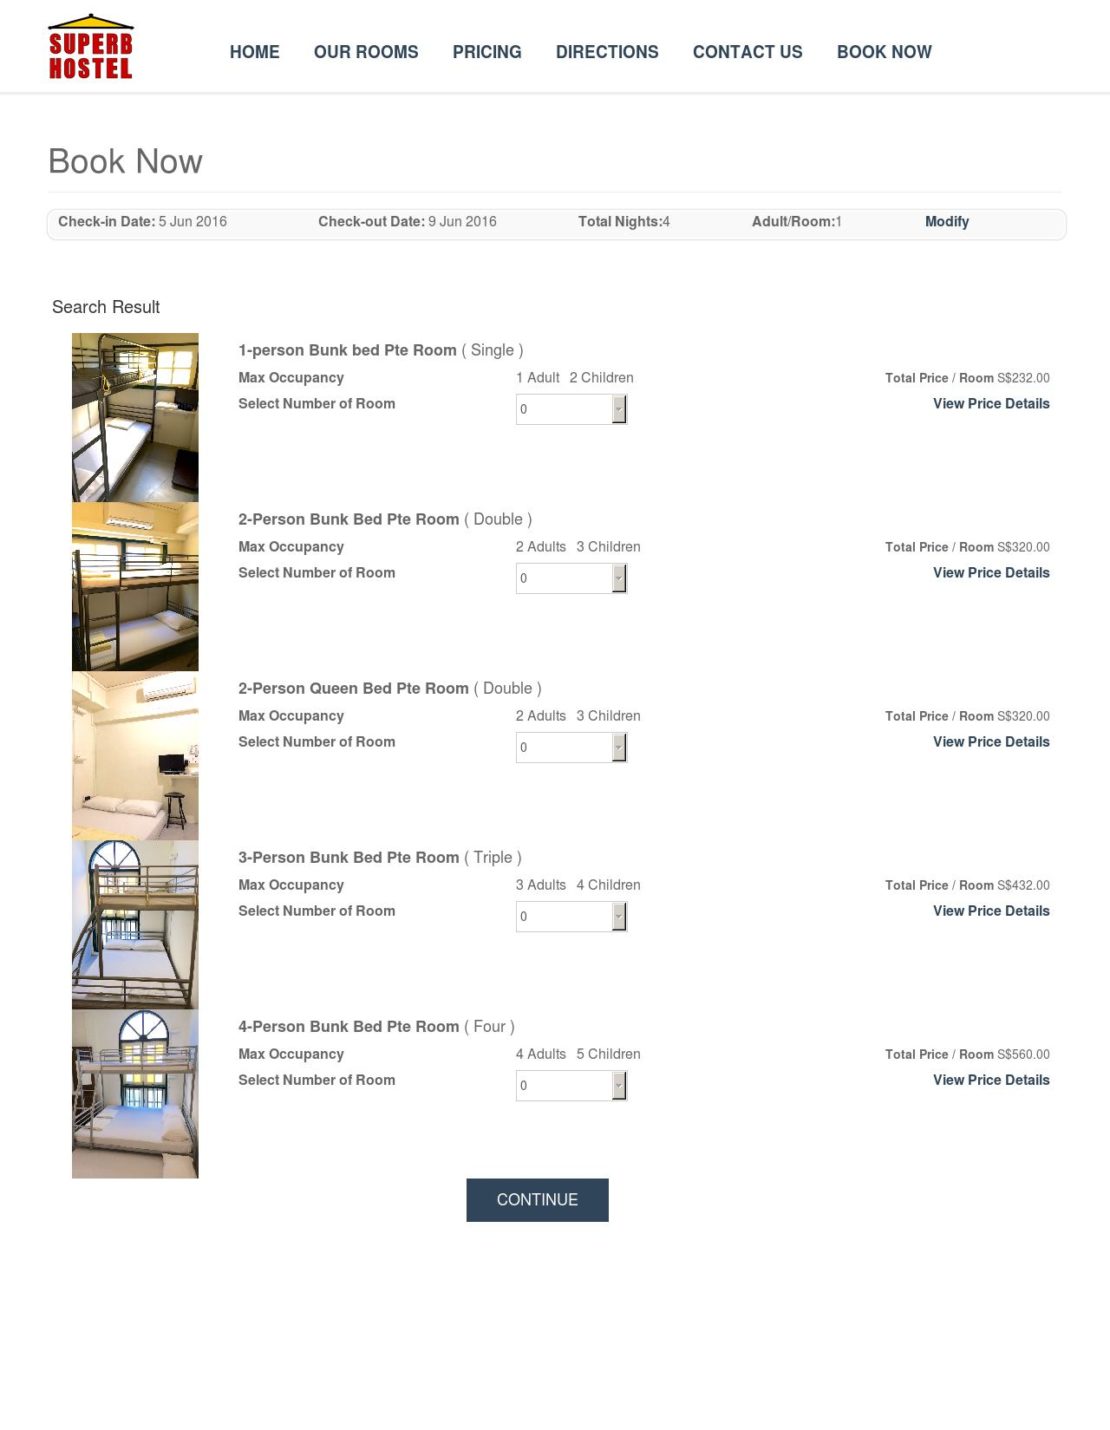 SUPERB
HOSTEL
HOME OUR ROOMS PRICING DIRECTIONS CONTACT US BOOK NOW
Book Now
Check-in Date: 5 Jun 2016 Check-out Date: 9 Jun 2016 Total Nights:4 Adult/Room:1 Modify
Search Result
1-person Bunk bed Pte Room ( Single )
Max Occupancy 1 Adult 2 Children Total Price / Room S$232.00
Select Number of Room 0 View Price Details
2-Person Bunk Bed Pte Room ( Double )
Max Occupancy 2 Adults 3 Children Total Price / Room S$320.00
Select Number of Room 0 View Price Details
2-Person Queen Bed Pte Room ( Double )
Max Occupancy 2 Adults 3 Children Total Price / Room S$320.00
Select Number of Room 0 View Price Details
3-Person Bunk Bed Pte Room ( Triple )
Max Occupancy 3 Adults 4 Children Total Price / Room S$432.00
Select Number of Room 0 View Price Details
4-Person Bunk Bed Pte Room ( Four )
Max Occupancy 4 Adults 5 Children Total Price / Room S$560.00
Select Number of Room 0 View Price Details
CONTINUE